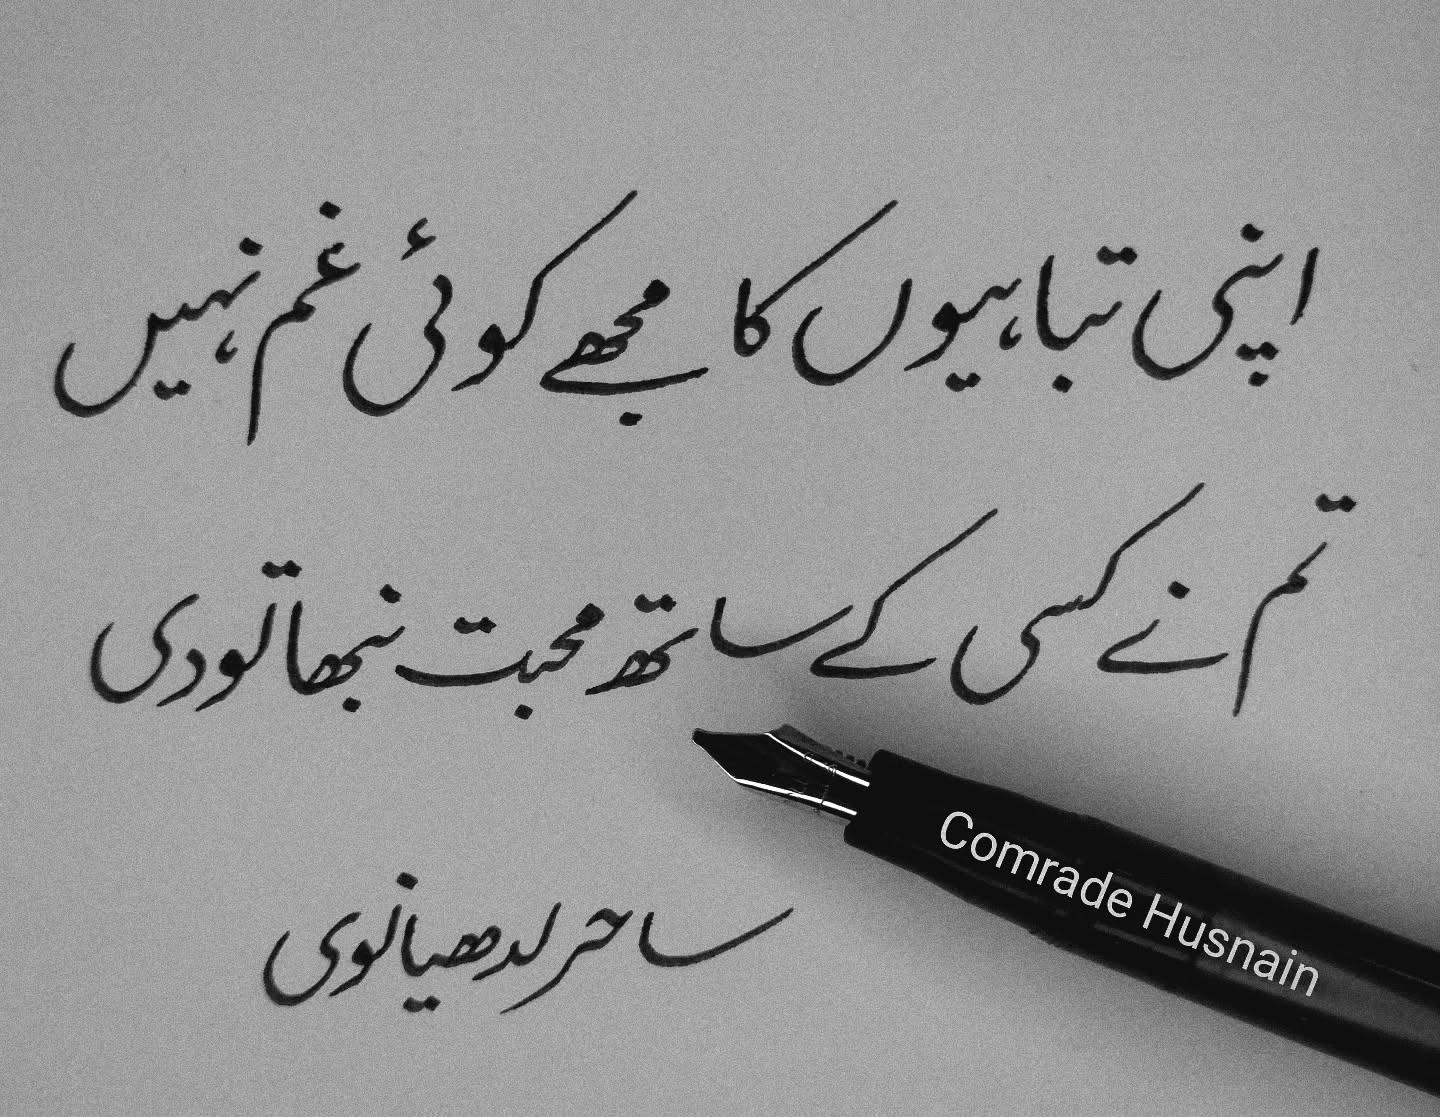 اپنی تباہیوں کا مجھے کوئی غم نہیں
تم نے کسی کے ساتھ محبت نبھا تو دی
ساحر لدھیانوی
Comrade Husnain